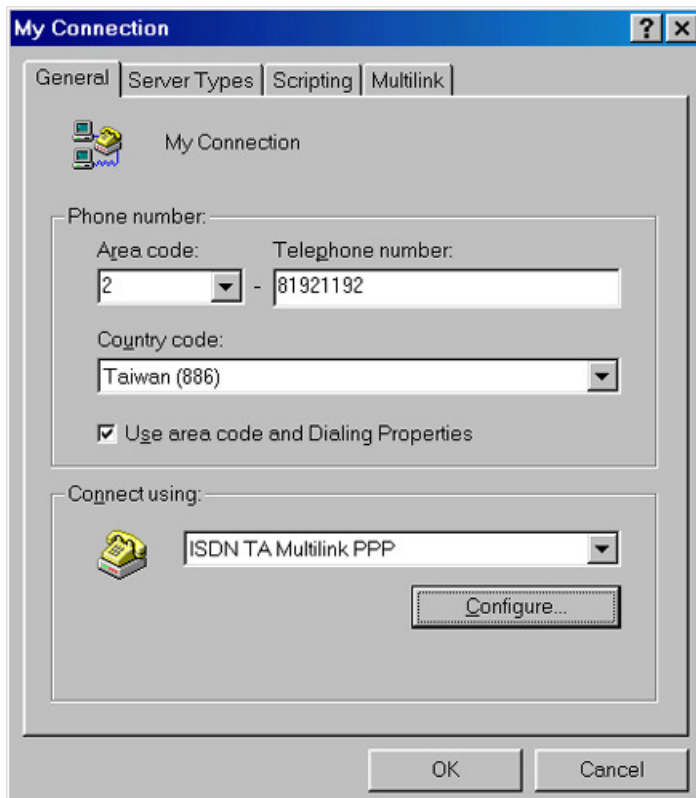 My Connection
General Server Types Scripting Multilink
My Connection
Phone number:
Area code: Telephone number:
2 - 81921192
Country code:
Taiwan (886)
Use area code and Dialing Properties
Connect using:
ISDN TA Multilink PPP
Configure...
OK Cancel